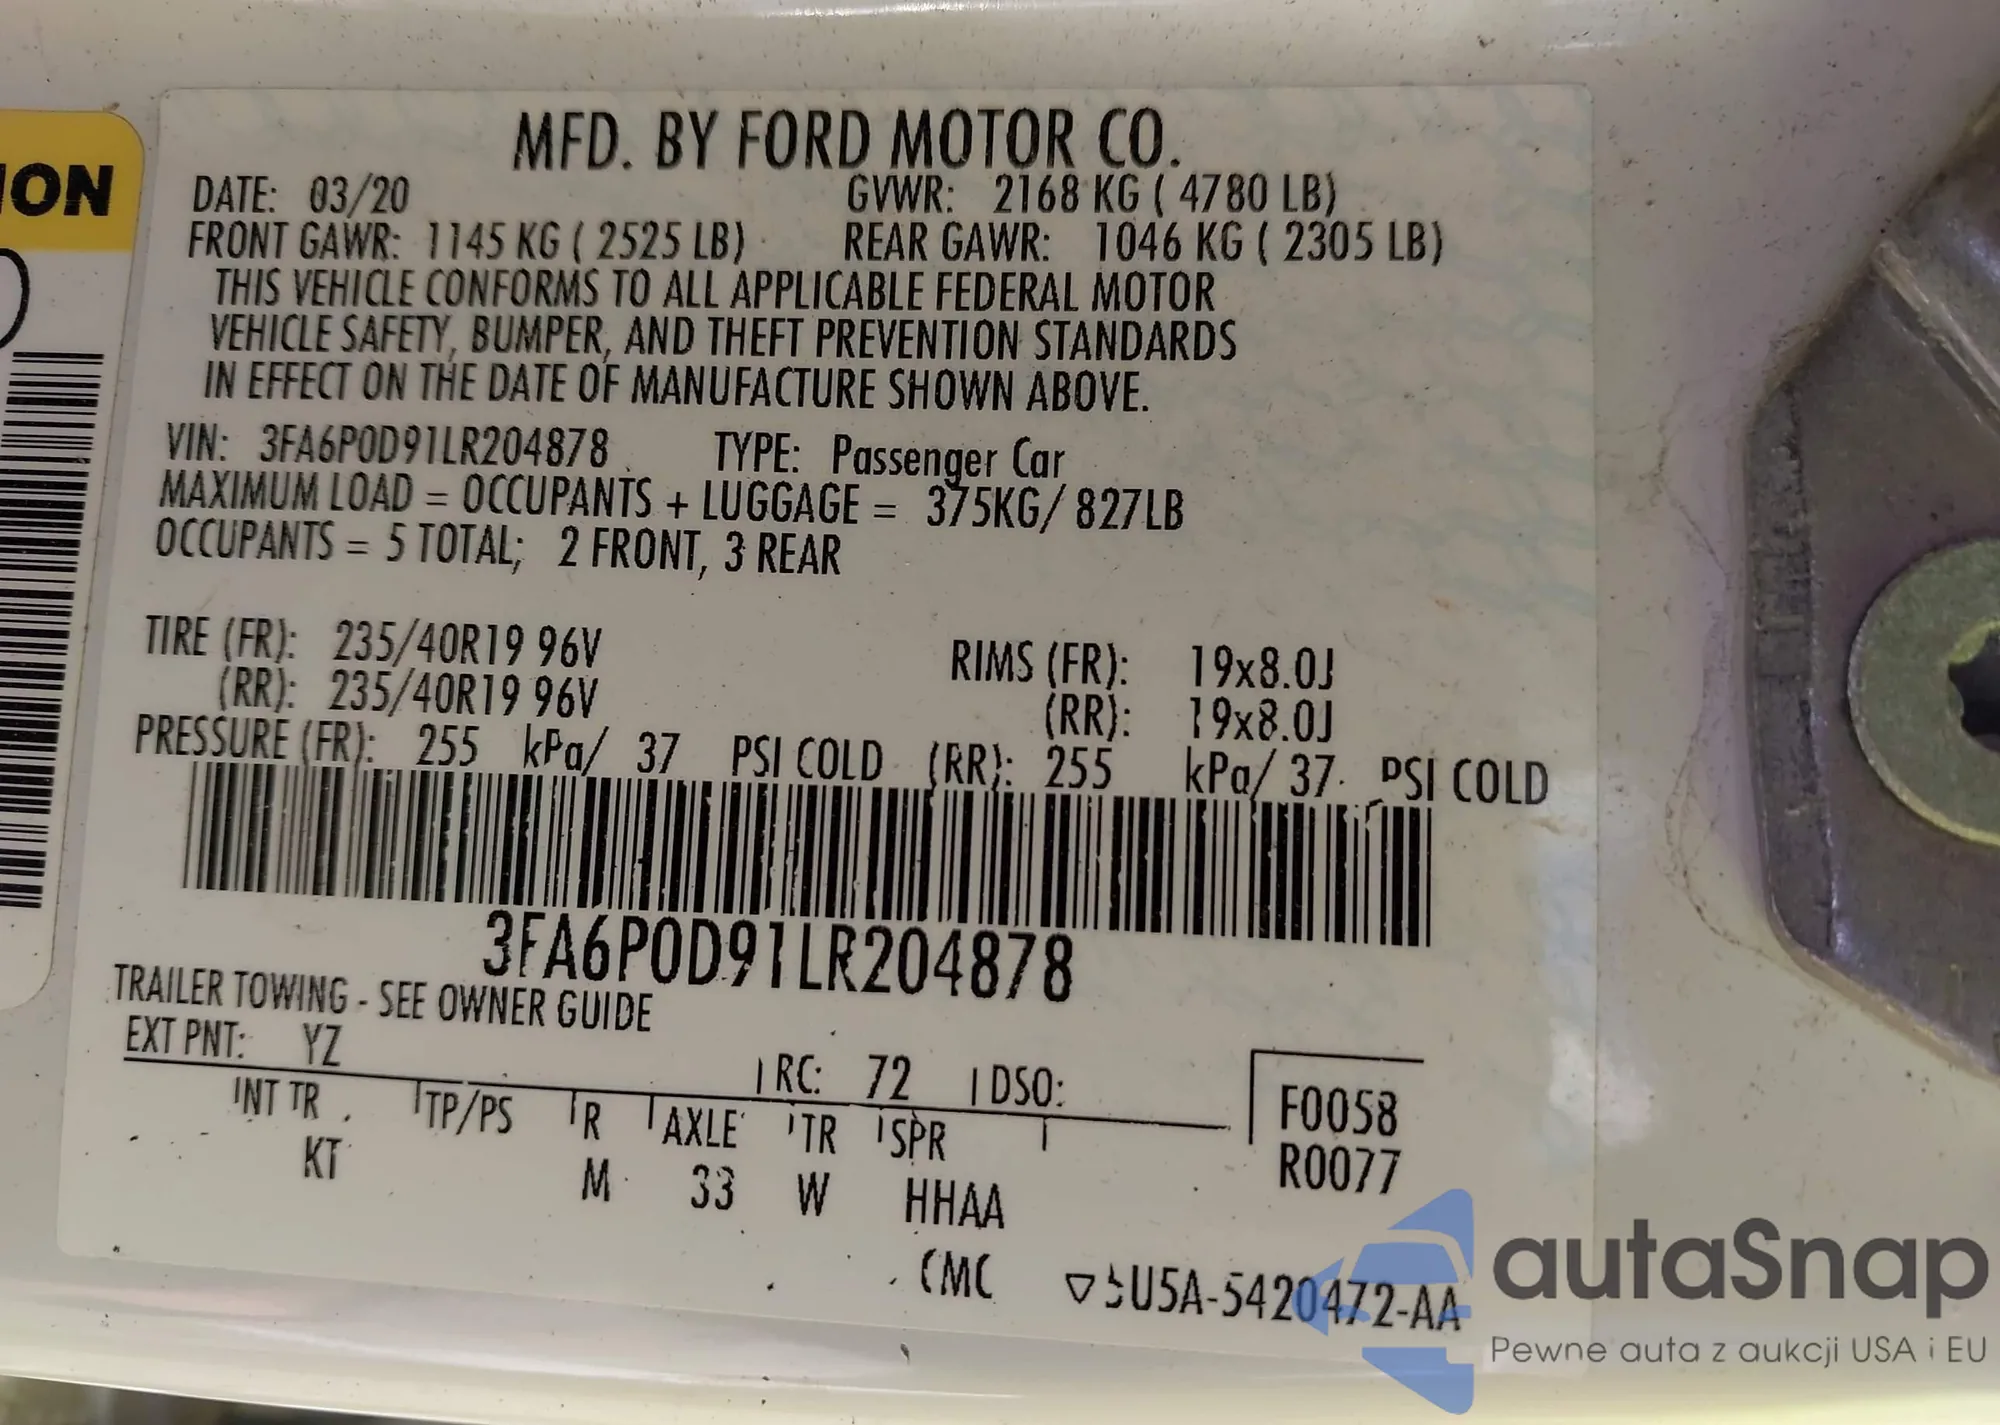 ION
MFD. BY FORD MOTOR CO.
DATE: 03/20 GVWR: 2168 KG ( 4780 LB)
FRONT GAWR: 1145 KG ( 2525 LB) REAR GAWR: 1046 KG ( 2305 LB)
THIS VEHICLE CONFORMS TO ALL APPLICABLE FEDERAL MOTOR
VEHICLE SAFETY, BUMPER, AND THEFT PREVENTION STANDARDS
IN EFFECT ON THE DATE OF MANUFACTURE SHOWN ABOVE.
VIN: 3FA6P0D91LR204878 TYPE: Passenger Car
MAXIMUM LOAD = OCCUPANTS + LUGGAGE = 375KG/ 827LB
OCCUPANTS = 5 TOTAL; 2 FRONT, 3 REAR
TIRE (FR): 235/40R19 96V RIMS (FR): 19x8.0J
(RR): 235/40R19 96V (RR): 19x8.0J
PRESSURE (FR): 255 kPa/ 37 PSI COLD (RR): 255 kPa/ 37 PSI COLD
3FA6P0D91LR204878
TRAILER TOWING - SEE OWNER GUIDE
EXT PNT: YZ RC: 72 DSO:
INT TR TP/PS R AXLE TR SPR
KT M 33 W HHAA
F0058
R0077
CMC U5A-5420472-AA
autaSnap
Pewne auta z aukcji USA i EU